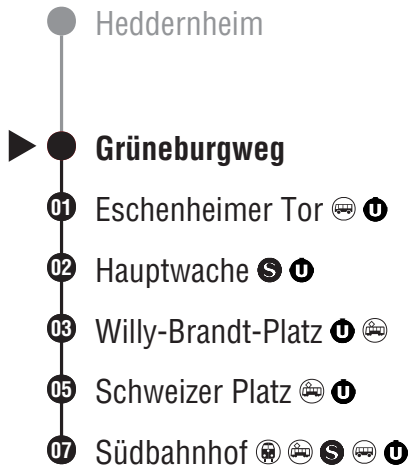 Heddernheim
Grüneburgweg
01 Eschenheimer Tor U
02 Hauptwache S U
03 Willy-Brandt-Platz U
05 Schweizer Platz U
07 Südbahnhof S U